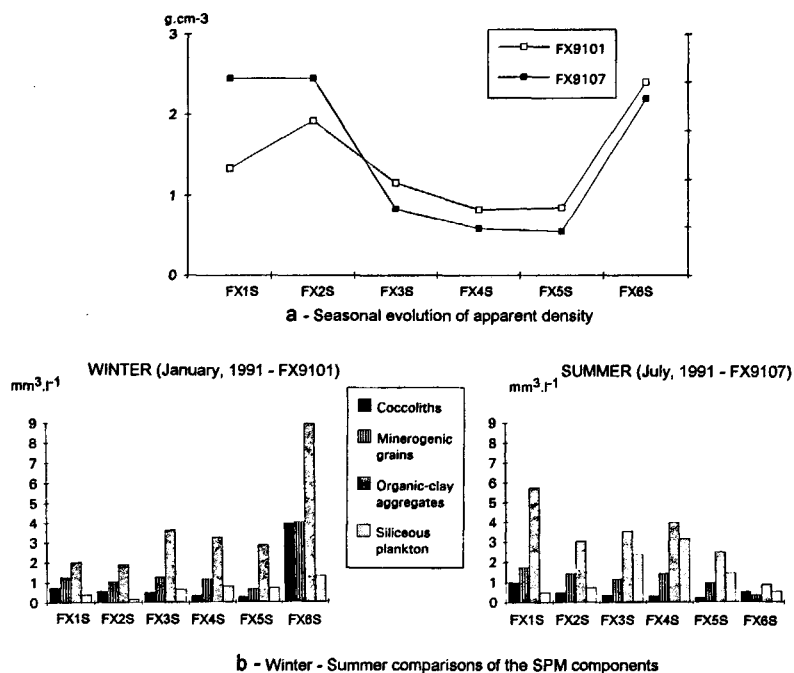 g.cm-3
3
2
1
0
FX9101
FX9107
FX1S FX2S FX3S FX4S FX5S FX6S
a - Seasonal evolution of apparent density
WINTER (January, 1991 - FX9101)
mm³.l⁻¹
9
8
7
6
5
4
3
2
1
0
FX1S FX2S FX3S FX4S FX5S FX6S
Coccoliths
Minerogenic
grains
Organic-clay
aggregates
Siliceous
plankton
SUMMER (July, 1991 - FX9107)
mm³.l⁻¹
9
8
7
6
5
4
3
2
1
0
FX1S FX2S FX3S FX4S FX5S FX6S
b - Winter - Summer comparisons of the SPM components